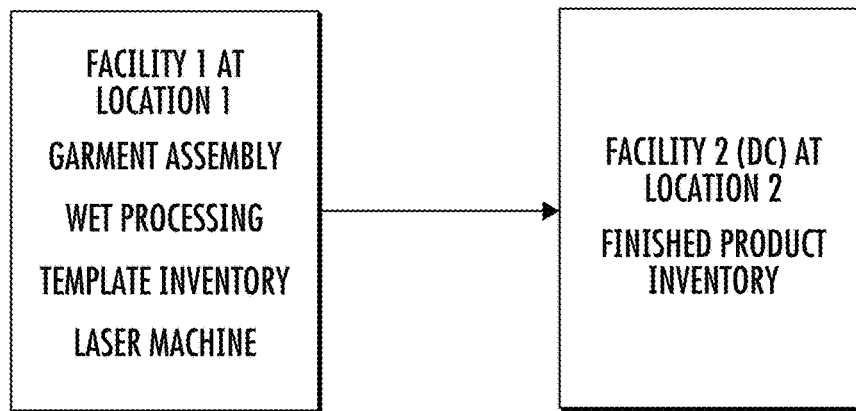 FACILITY 1 AT
LOCATION 1
GARMENT ASSEMBLY
WET PROCESSING
TEMPLATE INVENTORY
LASER MACHINE
FACILITY 2 (DC) AT
LOCATION 2
FINISHED PRODUCT
INVENTORY